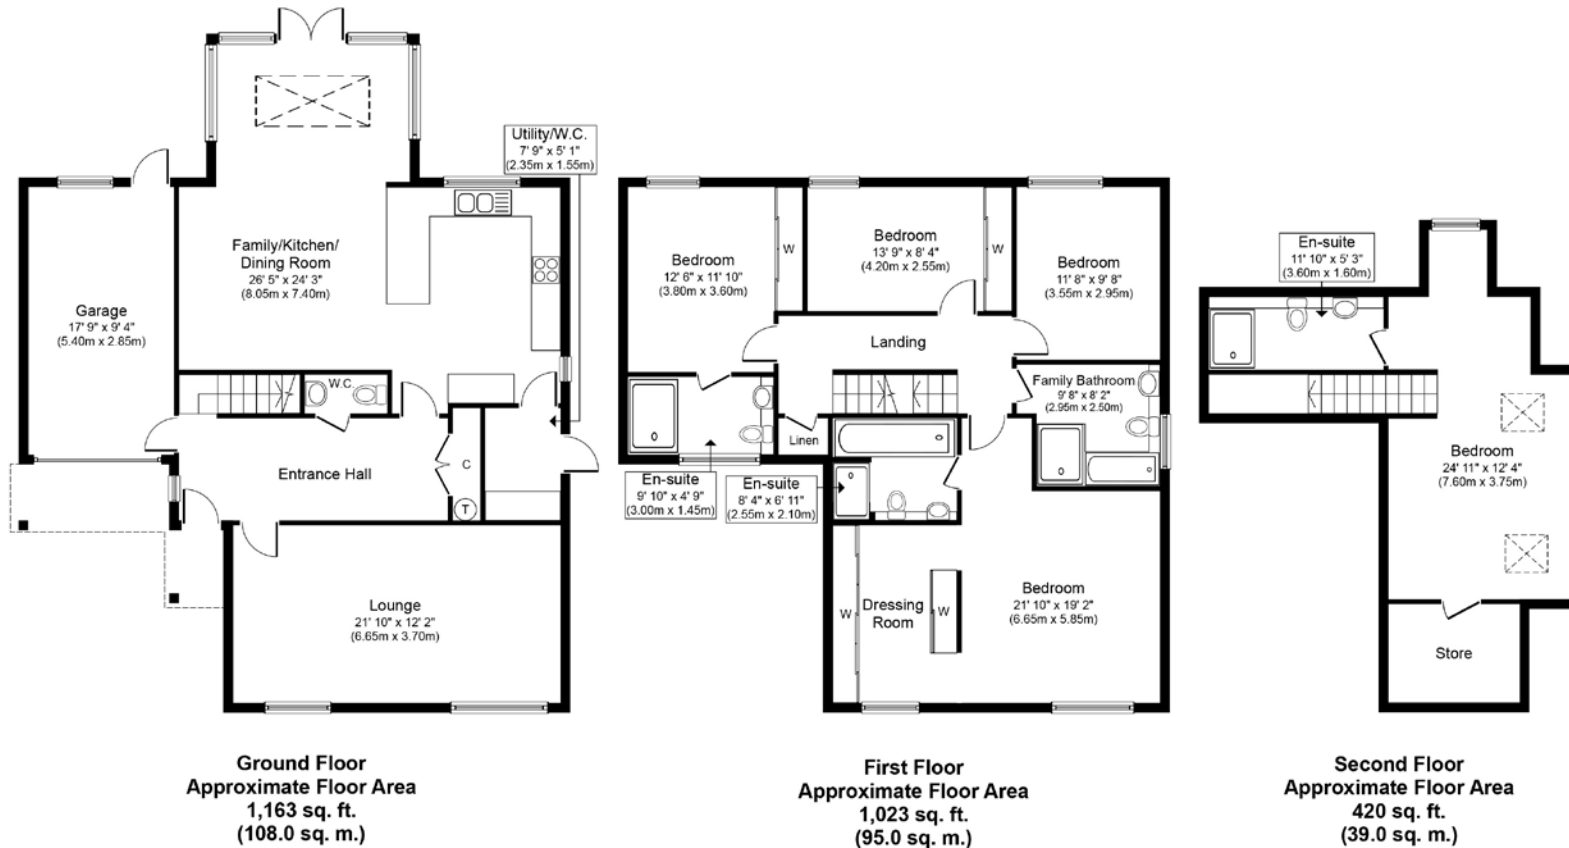 Utility/W.C.
7' 9" x 5' 1"
(2.35m x 1.55m)
Family/Kitchen/
Dining Room
26' 5" x 24' 3"
(8.05m x 7.40m)
Garage
17' 9" x 9' 4"
(5.40m x 2.85m)
W.C.
Entrance Hall
C
T
Lounge
21' 10" x 12' 2"
(6.65m x 3.70m)
Ground Floor
Approximate Floor Area
1,163 sq. ft.
(108.0 sq. m.)
Bedroom
12' 6" x 11' 10"
(3.80m x 3.60m)
W
Bedroom
13' 9" x 8' 4"
(4.20m x 2.55m)
W
Bedroom
11' 8" x 9' 8"
(3.55m x 2.95m)
Landing
Family Bathroom
9' 8" x 8' 2"
(2.95m x 2.50m)
Linen
En-suite
9' 10" x 4' 9"
(3.00m x 1.45m)
En-suite
8' 4" x 6' 11"
(2.55m x 2.10m)
W
Dressing
Room
W
Bedroom
21' 10" x 19' 2"
(6.65m x 5.85m)
First Floor
Approximate Floor Area
1,023 sq. ft.
(95.0 sq. m.)
En-suite
11' 10" x 5' 3"
(3.60m x 1.60m)
Bedroom
24' 11" x 12' 4"
(7.60m x 3.75m)
Store
Second Floor
Approximate Floor Area
420 sq. ft.
(39.0 sq. m.)